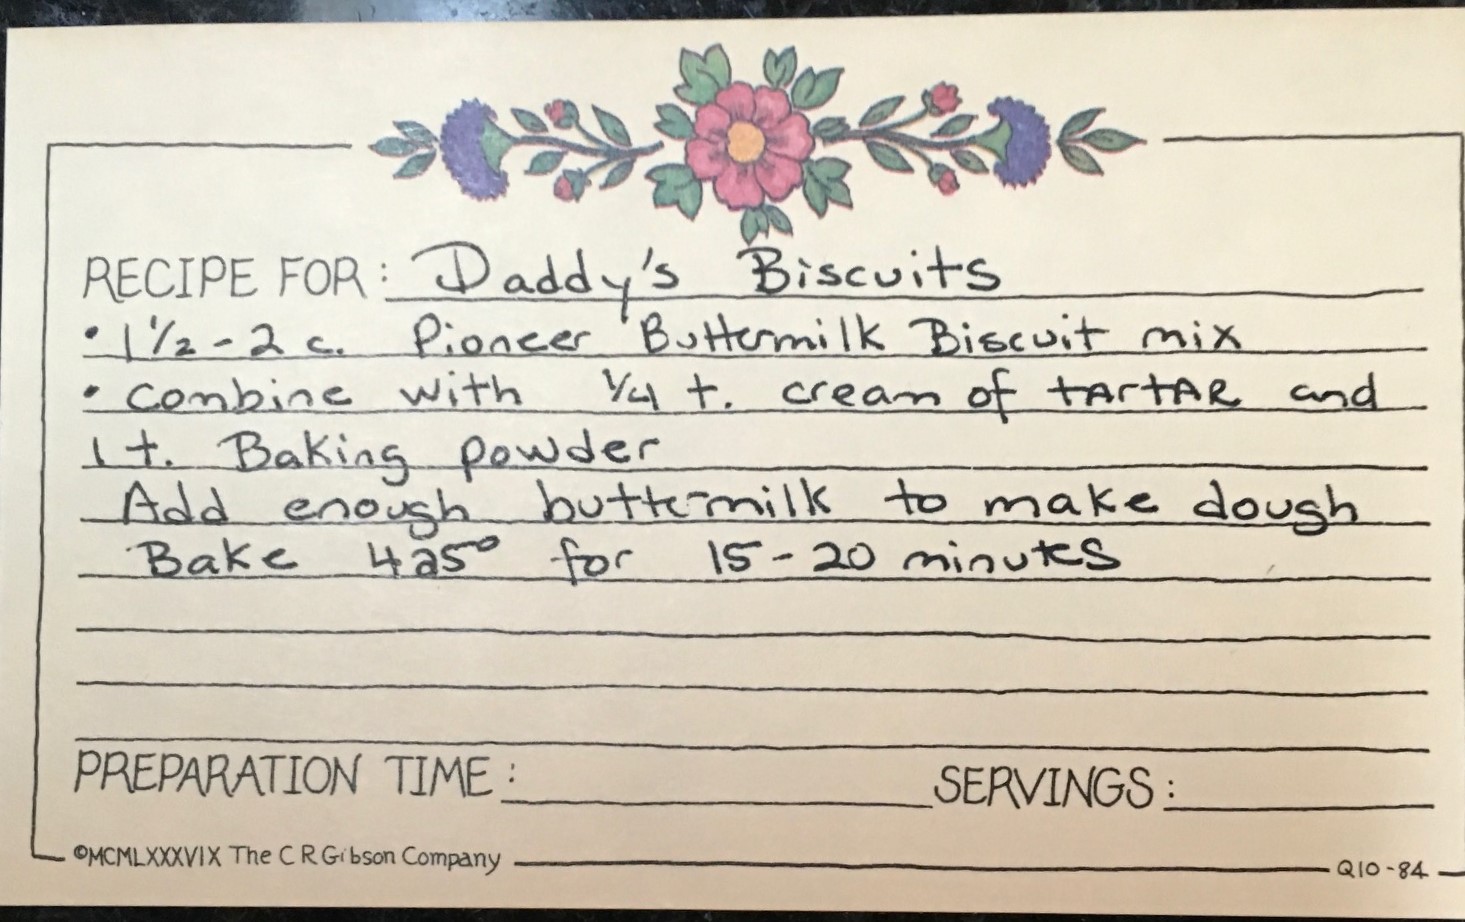 RECIPE FOR: Daddy's Biscuits
• 1 1/2 - 2 c. Pioneer Buttermilk Biscuit mix
• combine with 1/4 t. cream of tArtAR and
1 t. Baking powder
Add enough buttermilk to make dough
Bake 425° for 15-20 minutes
PREPARATION TIME: SERVINGS:
©MCMLXXXVIX The C R Gibson Company Q10-84